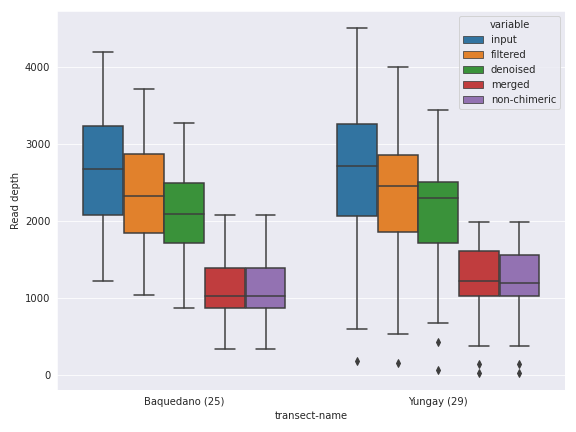 variable
input
filtered
denoised
merged
non-chimeric
Read depth
4000
3000
2000
1000
0
Baquedano (25)
Yungay (29)
transect-name